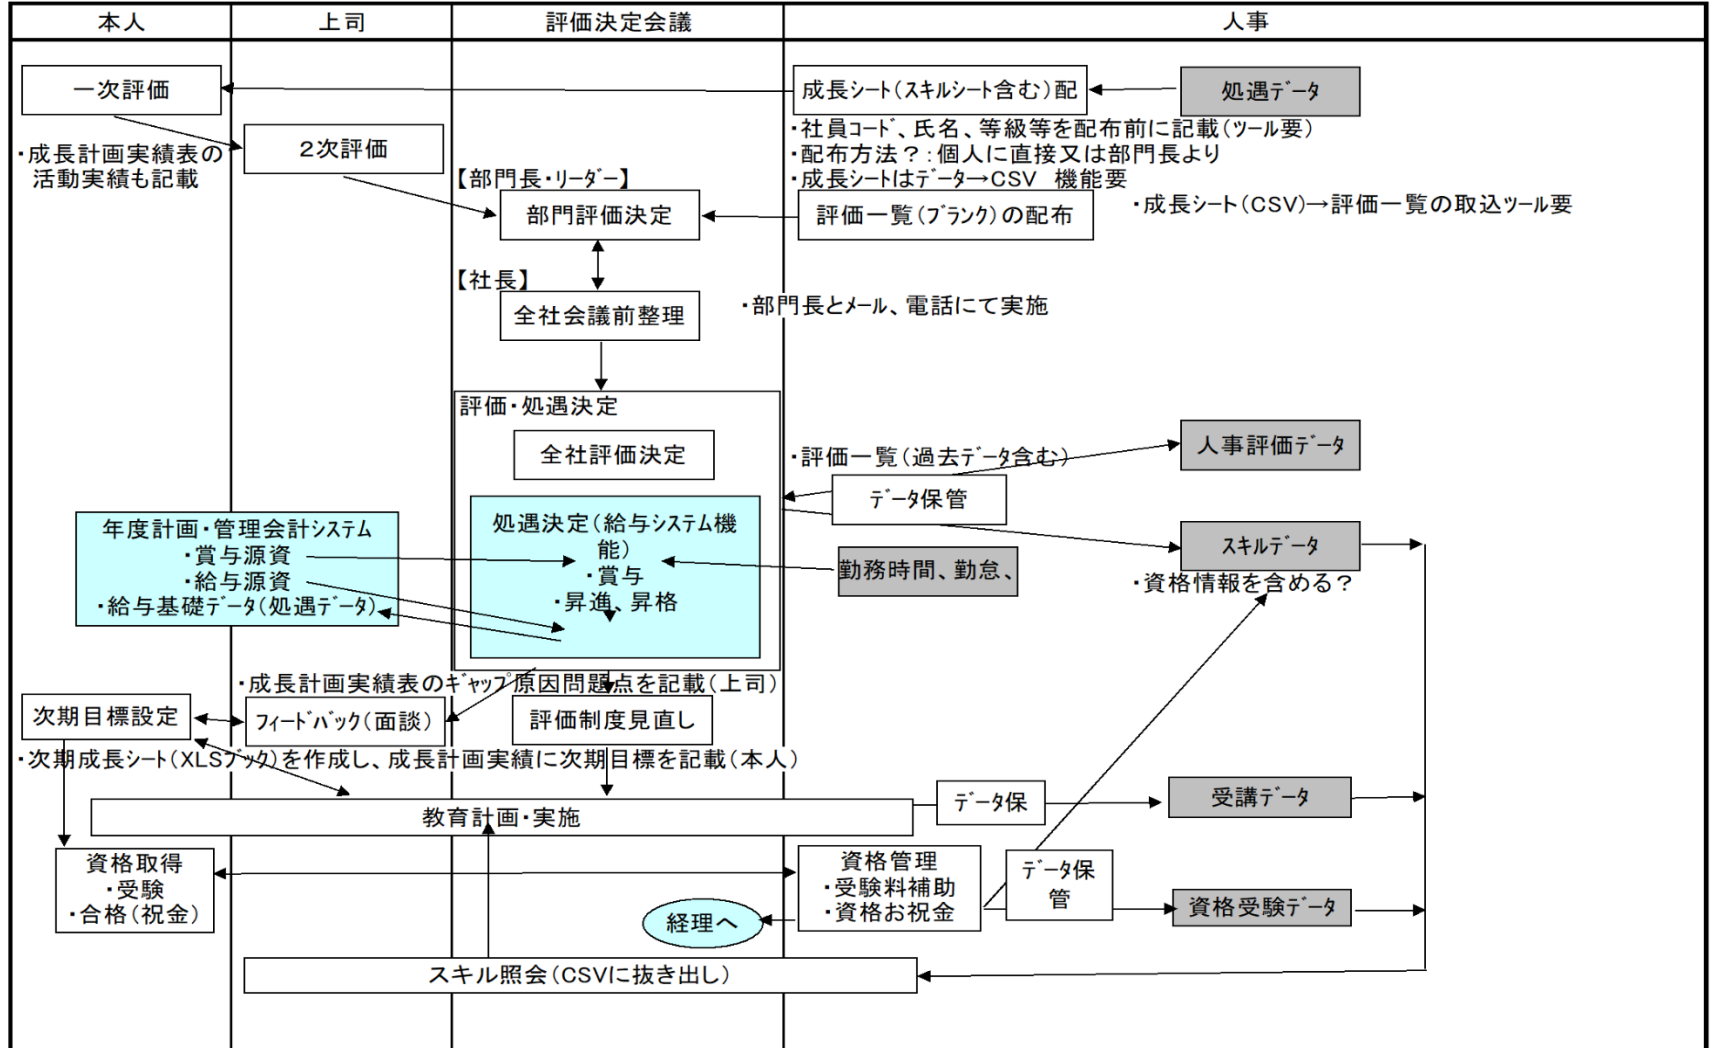 本人
上司
評価決定会議
人事
一次評価
成長シート(スキルシート含む)配
処遇データ
・社員コード、氏名、等級等を配布前に記載(ツール要)
・配布方法?:個人に直接又は部門長より
・成長シートはデータ→CSV 機能要
・成長計画実績表の
活動実績も記載
2次評価
【部門長・リーダー】
部門評価決定
評価一覧(ブランク)の配布
・成長シート(CSV)→評価一覧の取込ツール要
【社長】
全社会議前整理
・部門長とメール、電話にて実施
評価・処遇決定
全社評価決定
・評価一覧(過去データ含む)
人事評価データ
データ保管
年度計画・管理会計システム
・賞与源資
・給与源資
・給与基礎データ(処遇データ)
処遇決定(給与システム機
能)
・賞与
・昇進、昇格
勤務時間、勤怠、
スキルデータ
・資格情報を含める?
・成長計画実績表のギャップ原因問題点を記載(上司)
次期目標設定
フィードバック(面談)
評価制度見直し
・次期成長シート(XLSブック)を作成し、成長計画実績に次期目標を記載(本人)
教育計画・実施
データ保
受講データ
資格取得
・受験
・合格(祝金)
資格管理
・受験料補助
・資格お祝金
データ保
管
資格受験データ
経理へ
スキル照会(CSVに抜き出し)